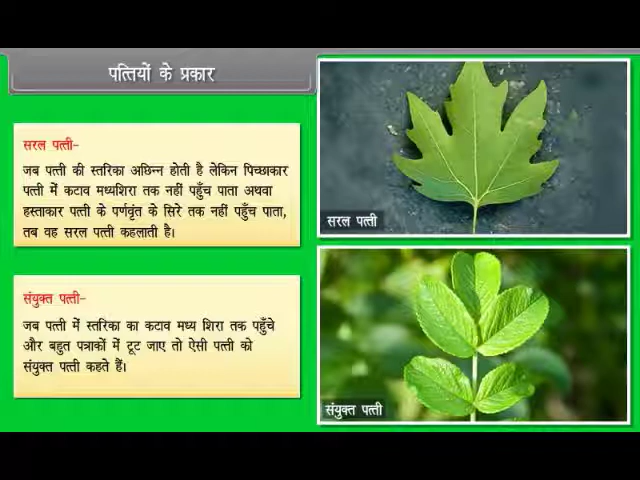 पत्तियों के प्रकार
सरल पत्ती-
जब पत्ती की स्तरिका अछिन्न होती है लेकिन पिच्छाकार
पत्ती में कटाव मध्यशिरा तक नहीं पहुँच पाता अथवा
हस्ताकार पत्ती के पर्णवृंत के सिरे तक नहीं पहुँच पाता,
तब वह सरल पत्ती कहलाती है।
सरल पत्ती
संयुक्त पत्ती-
जब पत्ती में स्तरिका का कटाव मध्य शिरा तक पहुँचे
और बहुत पत्राकों में टूट जाए तो ऐसी पत्ती को
संयुक्त पत्ती कहते हैं।
संयुक्त पत्ती